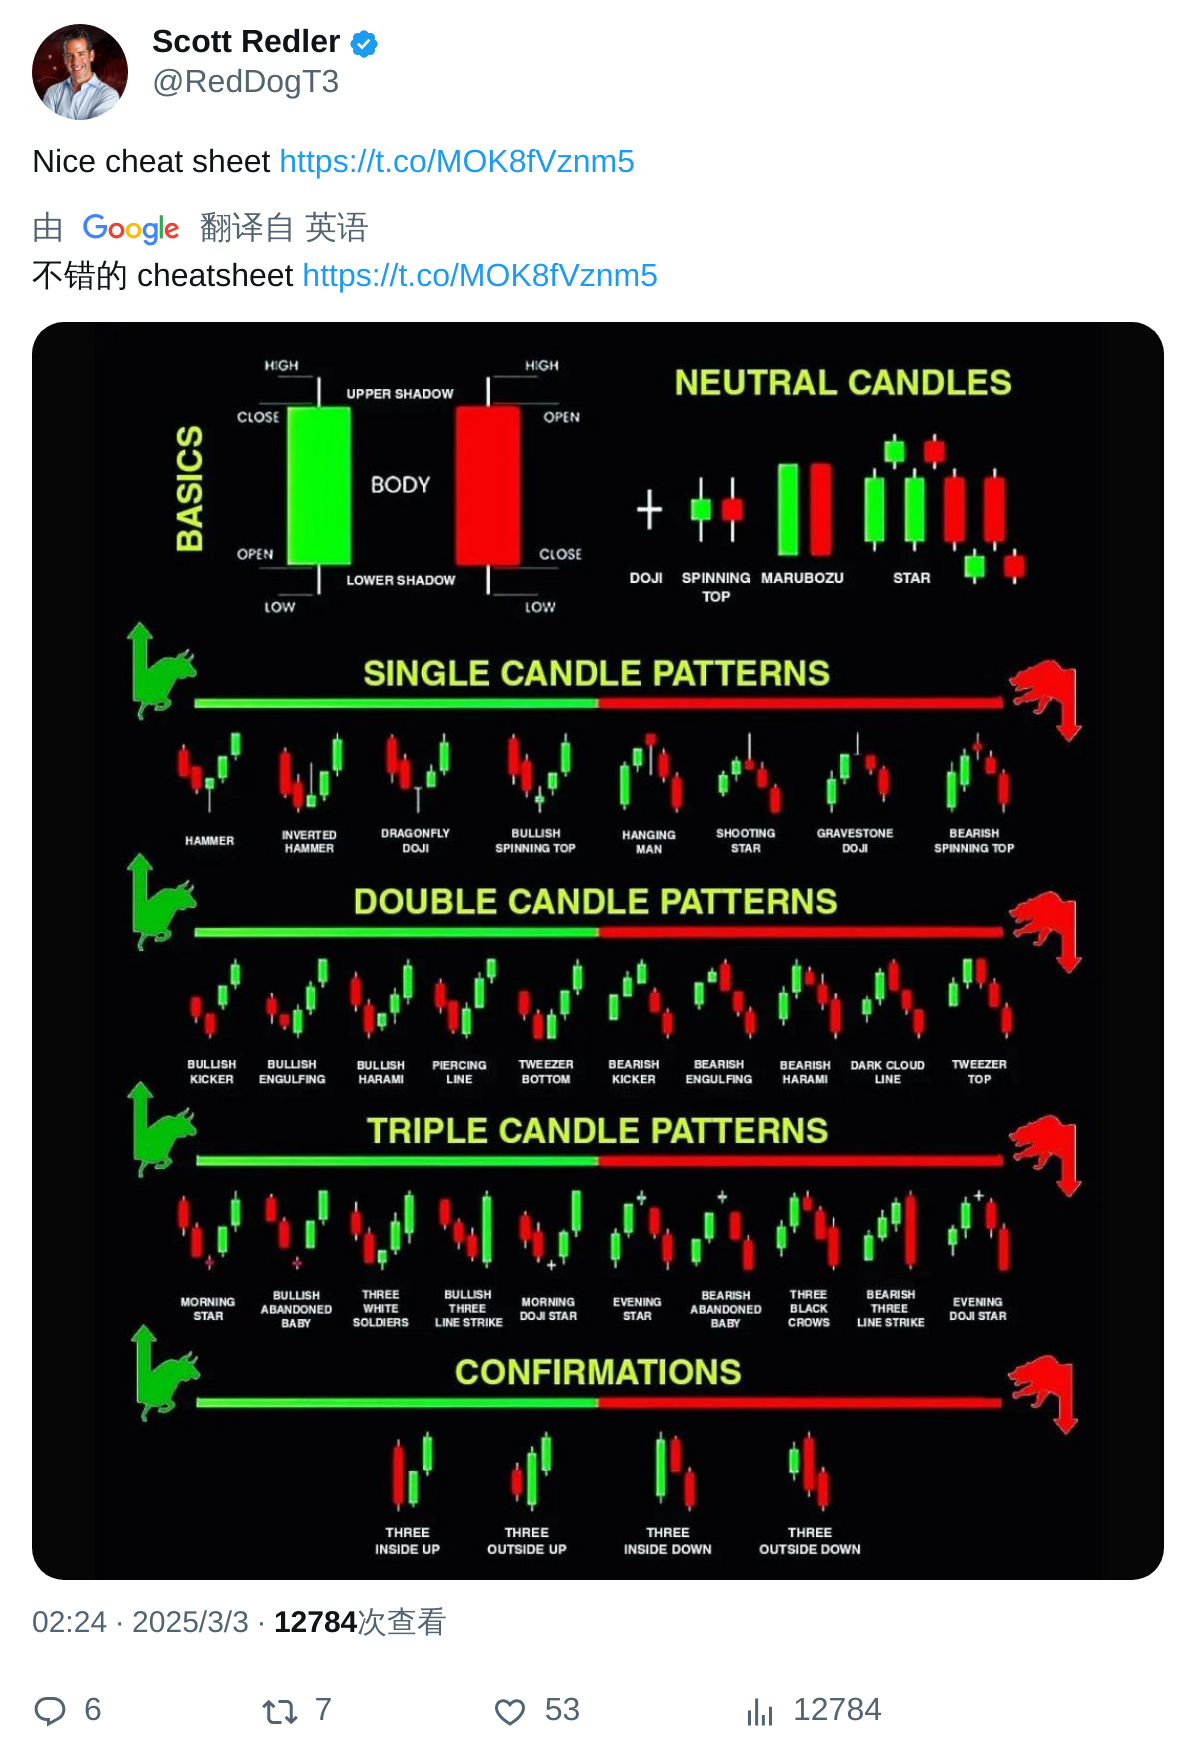 Scott Redler
@RedDogT3
Nice cheat sheet https://t.co/MOK8fVznm5
由 Google 翻译自 英语
不错的 cheatsheet https://t.co/MOK8fVznm5
BASICS
HIGH
UPPER SHADOW
HIGH
CLOSE
OPEN
BODY
OPEN
CLOSE
LOWER SHADOW
LOW
LOW
NEUTRAL CANDLES
DOJI
SPINNING
TOP
MARUBOZU
STAR
SINGLE CANDLE PATTERNS
HAMMER
INVERTED
HAMMER
DRAGONFLY
DOJI
BULLISH
SPINNING TOP
HANGING
MAN
SHOOTING
STAR
GRAVESTONE
DOJI
BEARISH
SPINNING TOP
DOUBLE CANDLE PATTERNS
BULLISH
KICKER
BULLISH
ENGULFING
BULLISH
HARAMI
PIERCING
LINE
TWEEZER
BOTTOM
BEARISH
KICKER
BEARISH
ENGULFING
BEARISH
HARAMI
DARK CLOUD
LINE
TWEEZER
TOP
TRIPLE CANDLE PATTERNS
MORNING
STAR
BULLISH
ABANDONED
BABY
THREE
WHITE
SOLDIERS
BULLISH
THREE
LINE STRIKE
MORNING
DOJI STAR
EVENING
STAR
BEARISH
ABANDONED
BABY
THREE
BLACK
CROWS
BEARISH
THREE
LINE STRIKE
EVENING
DOJI STAR
CONFIRMATIONS
THREE
INSIDE UP
THREE
OUTSIDE UP
THREE
INSIDE DOWN
THREE
OUTSIDE DOWN
02:24 · 2025/3/3 · 12784次查看
6 7 53 12784